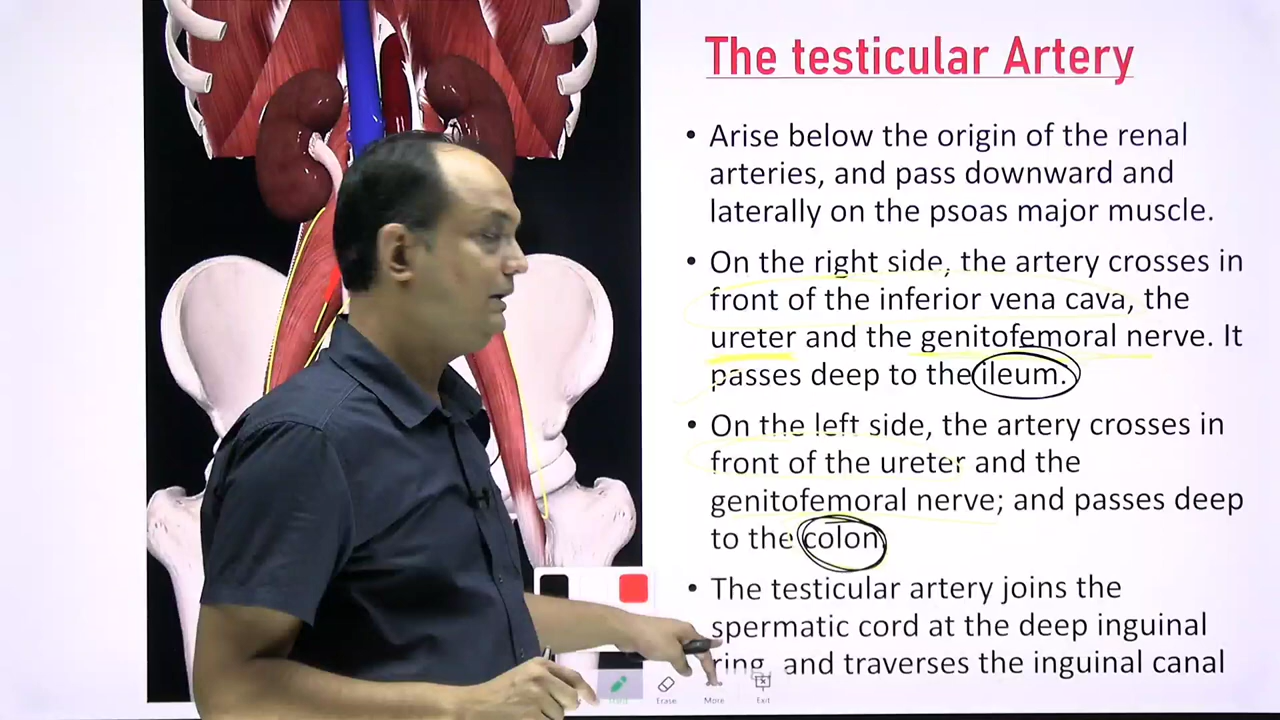 The testicular Artery
• Arise below the origin of the renal
arteries, and pass downward and
laterally on the psoas major muscle.
• On the right side, the artery crosses in
front of the inferior vena cava, the
ureter and the genitofemoral nerve. It
passes deep to the ileum.
• On the left side, the artery crosses in
front of the ureter and the
genitofemoral nerve; and passes deep
to the colon.
• The testicular artery joins the
spermatic cord at the deep inguinal
ring, and traverses the inguinal canal
Erase More Exit